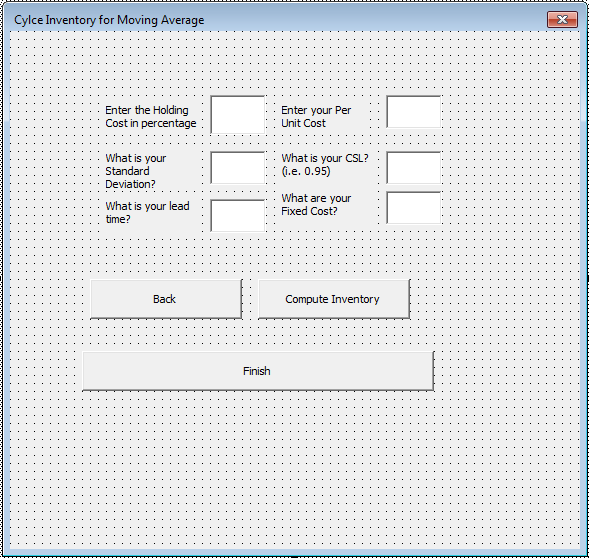 Cylce Inventory for Moving Average
Enter the Holding
Cost in percentage
Enter your Per
Unit Cost
What is your
Standard
Deviation?
What is your CSL?
(i.e. 0.95)
What is your lead
time?
What are your
Fixed Cost?
Back
Compute Inventory
Finish